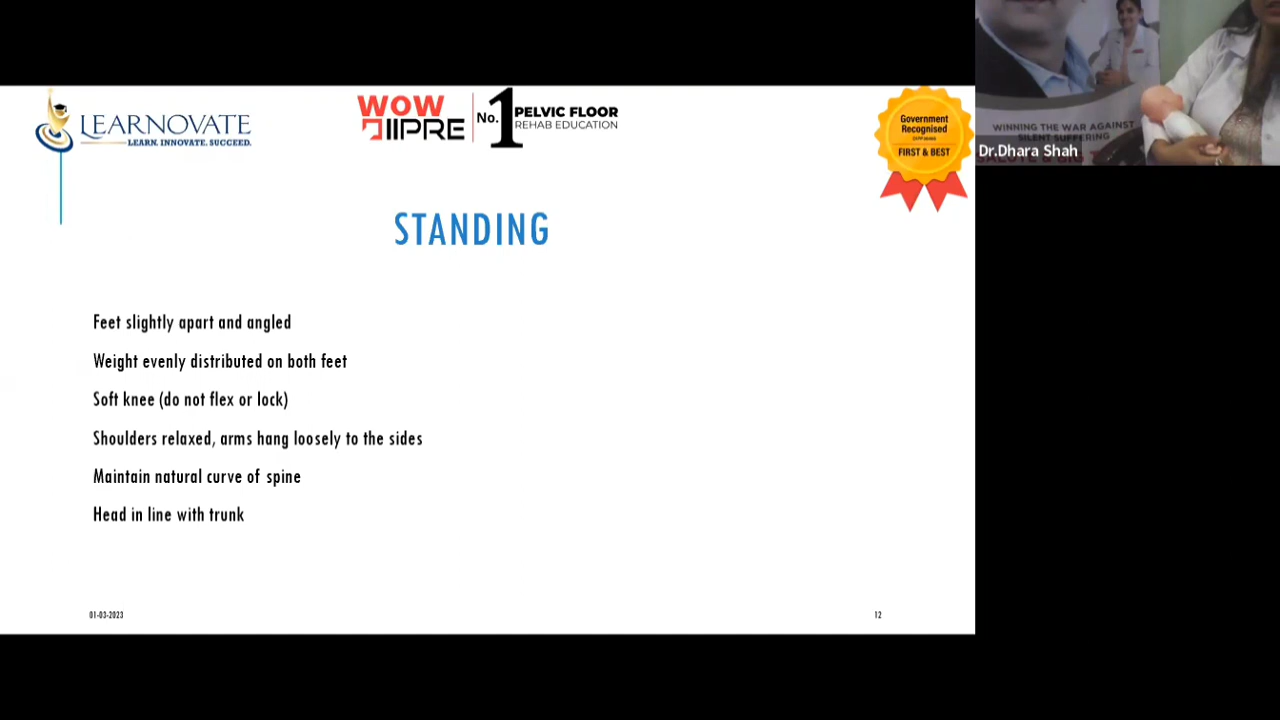 LEARNOVATE
LEARN. INNOVATE. SUCCEED.
WOW
IIPRE
No.1 PELVIC FLOOR
REHAB EDUCATION
Government
Recognised
FIRST & BEST
WINNING THE WAR AGAINST
SILENT SUFFERING
Dr.Dhara Shah
STANDING
Feet slightly apart and angled
Weight evenly distributed on both feet
Soft knee (do not flex or lock)
Shoulders relaxed, arms hang loosely to the sides
Maintain natural curve of spine
Head in line with trunk
01-03-2023
12